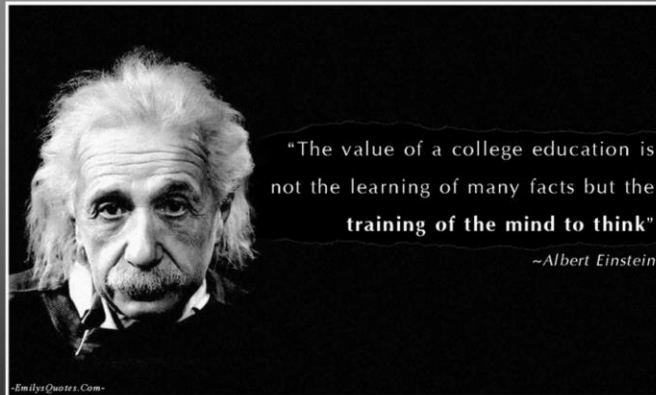 “The value of a college education is
not the learning of many facts but the
training of the mind to think”
~Albert Einstein
-EmilysQuotes.Com-